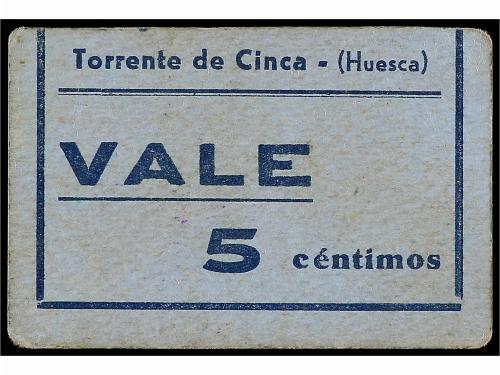 Torrente de Cinca - (Huesca)
VALE
5 céntimos